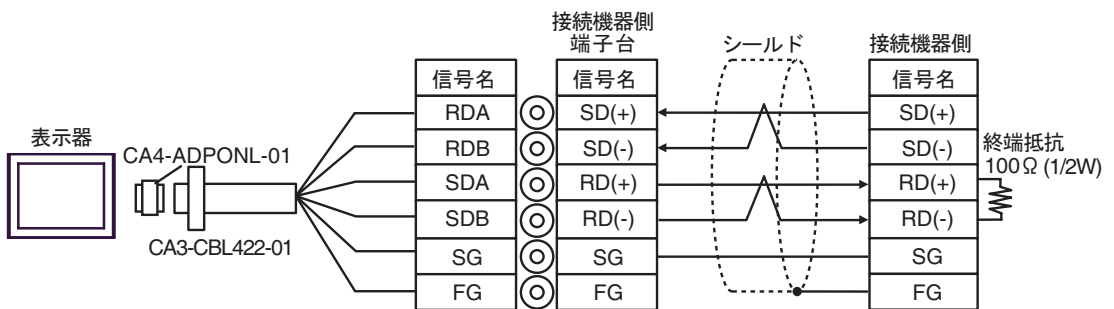 表示器
CA4-ADPONL-01
CA3-CBL422-01
信号名
RDA
RDB
SDA
SDB
SG
FG
接続機器側
端子台
信号名
SD(+)
SD(-)
RD(+)
RD(-)
SG
FG
シールド
接続機器側
信号名
SD(+)
SD(-)
RD(+)
RD(-)
SG
FG
終端抵抗
100Ω (1/2W)